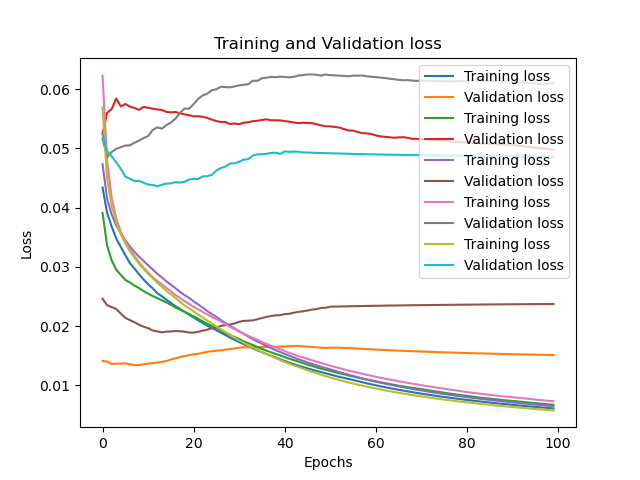 Training and Validation loss
Loss
0.06
0.05
0.04
0.03
0.02
0.01
Training loss
Validation loss
Training loss
Validation loss
Training loss
Validation loss
Training loss
Validation loss
Training loss
Validation loss
0
20
40
60
80
100
Epochs